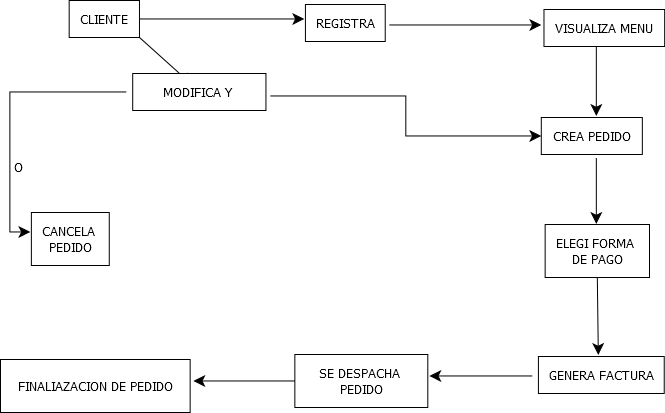 CLIENTE
REGISTRA
VISUALIZA MENU
MODIFICA Y
CREA PEDIDO
O
CANCELA
PEDIDO
ELEGI FORMA
DE PAGO
GENERA FACTURA
SE DESPACHA
PEDIDO
FINALIAZACION DE PEDIDO